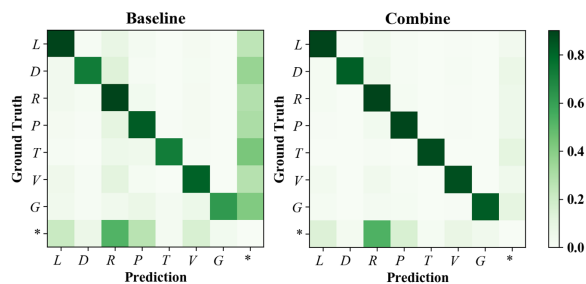 Baseline
Combine
Ground Truth
L
D
R
P
T
V
G
*
L D R P T V G *
Prediction
Ground Truth
L
D
R
P
T
V
G
*
L D R P T V G *
Prediction
0.8
0.6
0.4
0.2
0.0